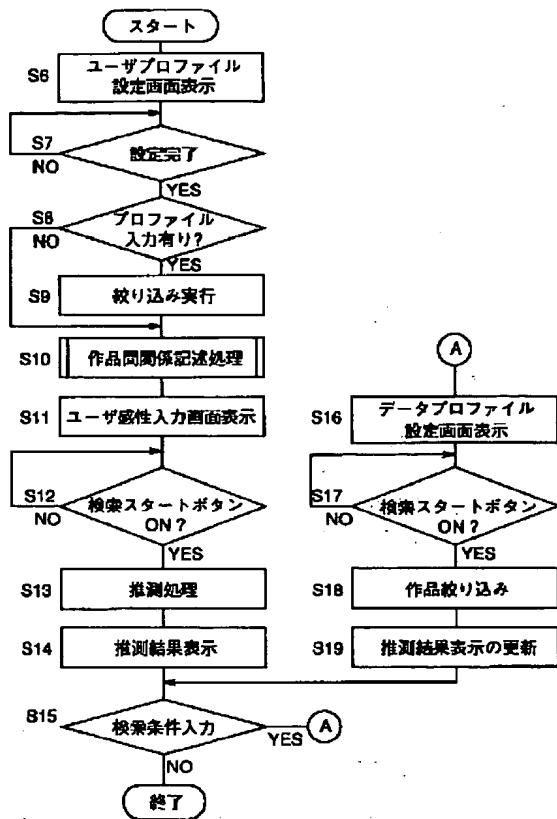 スタート
S6
ユーザプロファイル
設定画面表示
S7
設定完了
NO
YES
S8
プロファイル
入力有り?
NO
YES
S9
絞り込み実行
S10
作品間関係記述処理
S11
ユーザ感性入力画面表示
S12
検索スタートボタン
ON?
NO
YES
S13
推測処理
S14
推測結果表示
S15
検索条件入力
YES
A
NO
終了
A
S16
データプロファイル
設定画面表示
S17
検索スタートボタン
ON?
NO
YES
S18
作品絞り込み
S19
推測結果表示の更新